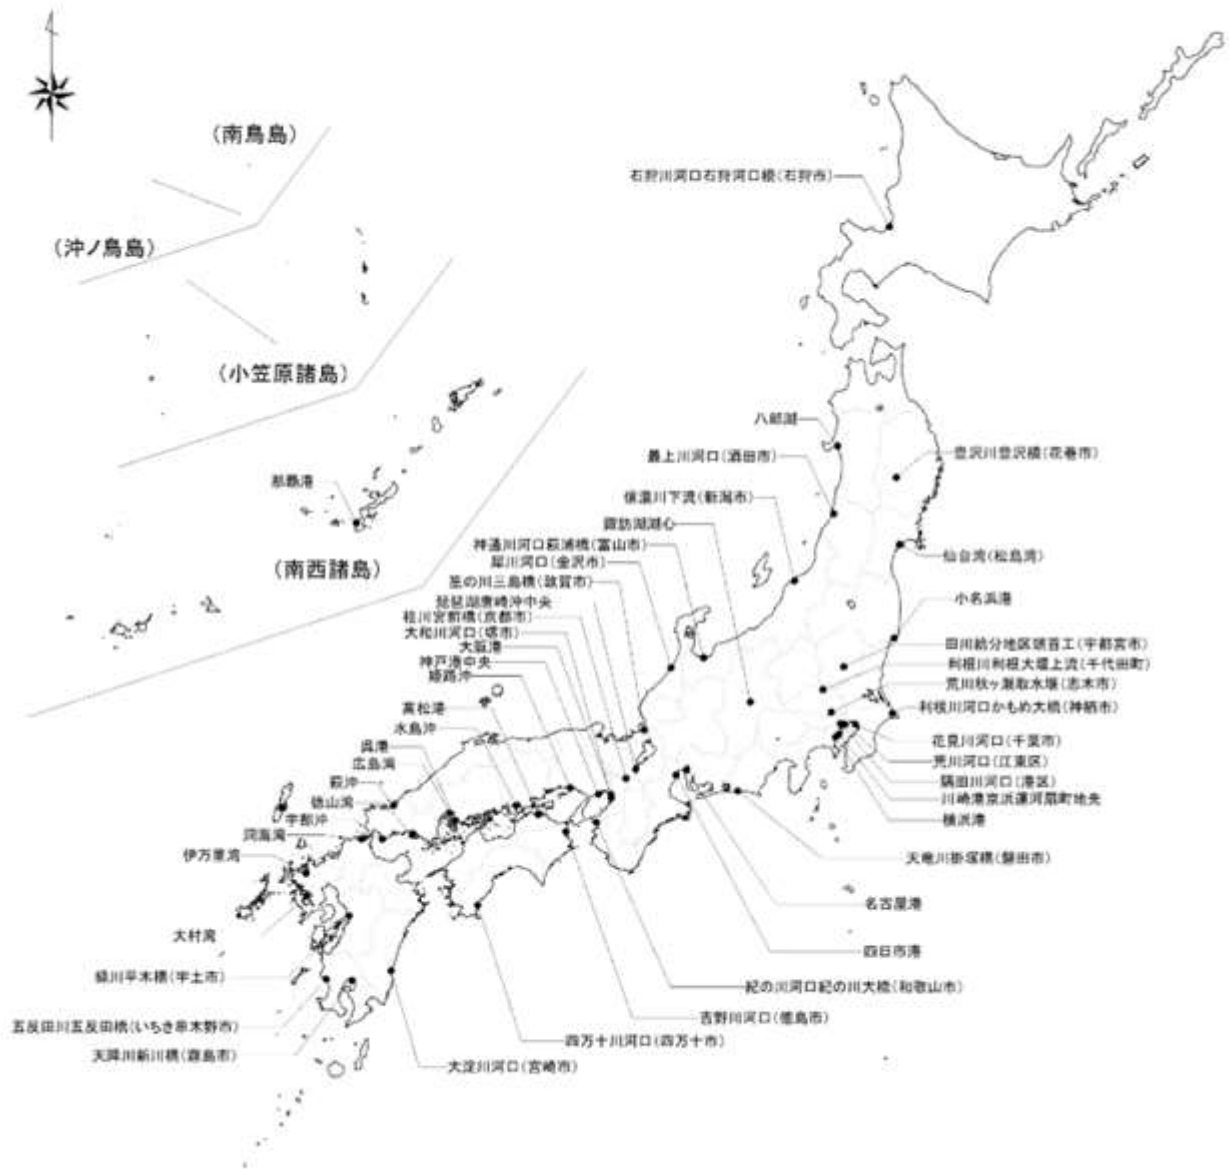 (南鳥島)
(沖ノ鳥島)
(小笠原諸島)
(南西諸島)
那覇港
石狩川河口石狩河口橋(石狩市)
八郎湖
豊沢川豊沢橋(花巻市)
最上川河口(酒田市)
信濃川下流(新潟市)
諏訪湖湖心
神通川河口萩浦橋(富山市)
犀川河口(金沢市)
笙の川三島橋(敦賀市)
琵琶湖唐崎沖中央
桂川宮前橋(京都市)
大和川河口(堺市)
大阪港
神戸港中央
姫路沖
高松港
水島沖
呉港
広島湾
萩沖
徳山湾
宇部沖
洞海湾
伊万里湾
大村湾
緑川平木橋(宇土市)
五反田川五反田橋(いちき串木野市)
天降川新川橋(霧島市)
大淀川河口(宮崎市)
四万十川河口(四万十市)
吉野川河口(徳島市)
紀の川河口紀の川大橋(和歌山市)
四日市港
名古屋港
天竜川掛塚橋(磐田市)
仙台湾(松島湾)
小名浜港
田川給分地区頭首工(宇都宮市)
利根川利根大堰上流(千代田町)
荒川秋ヶ瀬取水堰(志木市)
利根川河口かもめ大橋(神栖市)
花見川河口(千葉市)
荒川河口(江東区)
隅田川河口(港区)
川崎港京浜運河扇町地先
横浜港